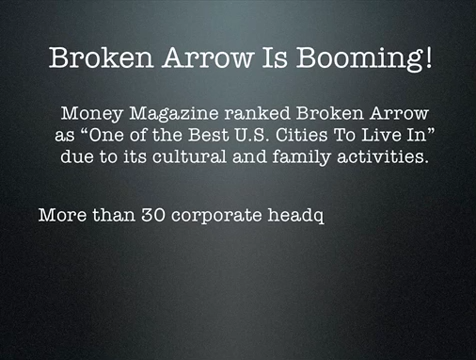 Broken Arrow Is Booming!
Money Magazine ranked Broken Arrow
as “One of the Best U.S. Cities To Live In”
due to its cultural and family activities.
More than 30 corporate headq